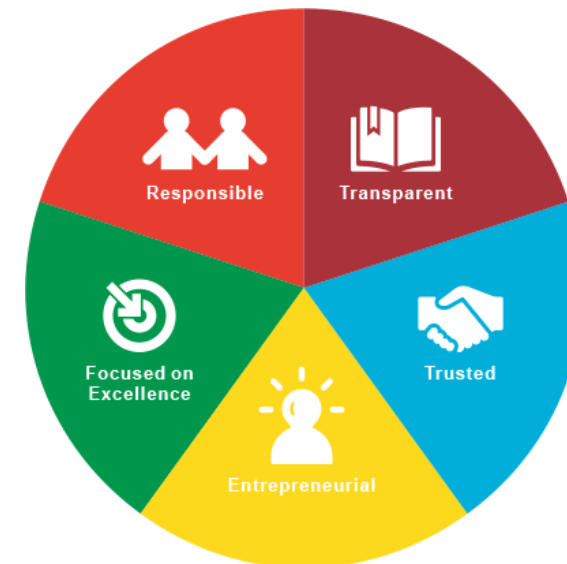 Responsible
Transparent
Focused on
Excellence
Trusted
Entrepreneurial